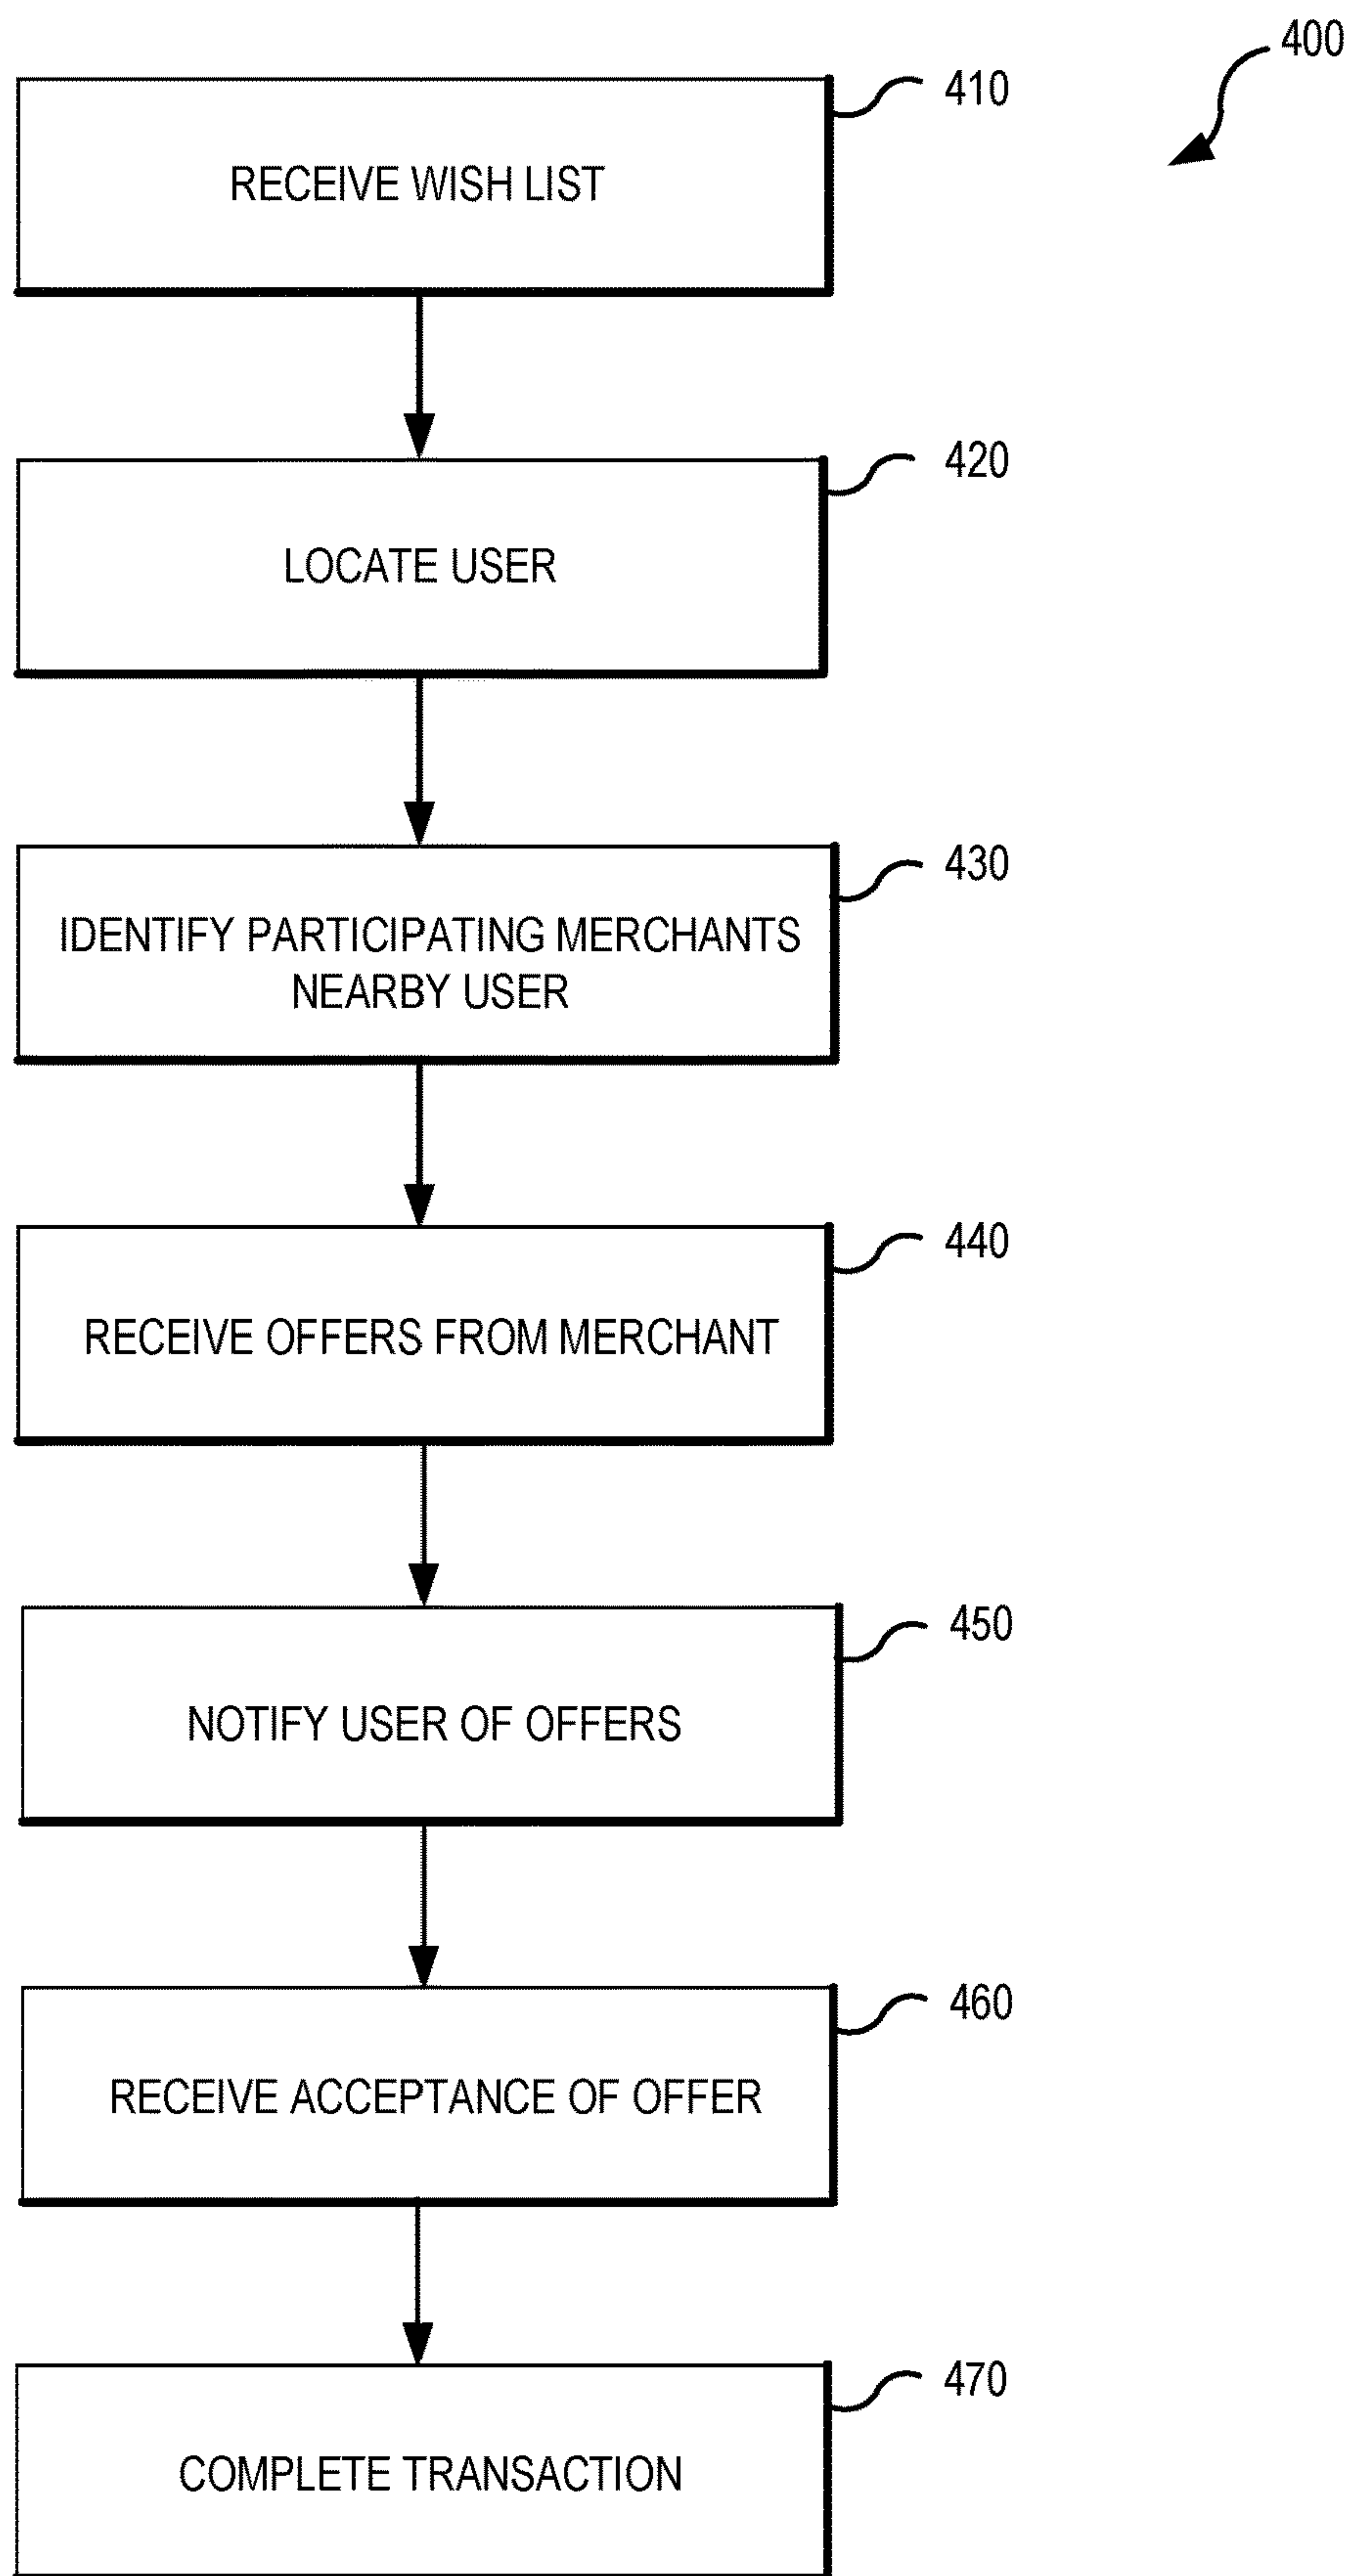 400
410
RECEIVE WISH LIST
420
LOCATE USER
430
IDENTIFY PARTICIPATING MERCHANTS
NEARBY USER
440
RECEIVE OFFERS FROM MERCHANT
450
NOTIFY USER OF OFFERS
460
RECEIVE ACCEPTANCE OF OFFER
470
COMPLETE TRANSACTION